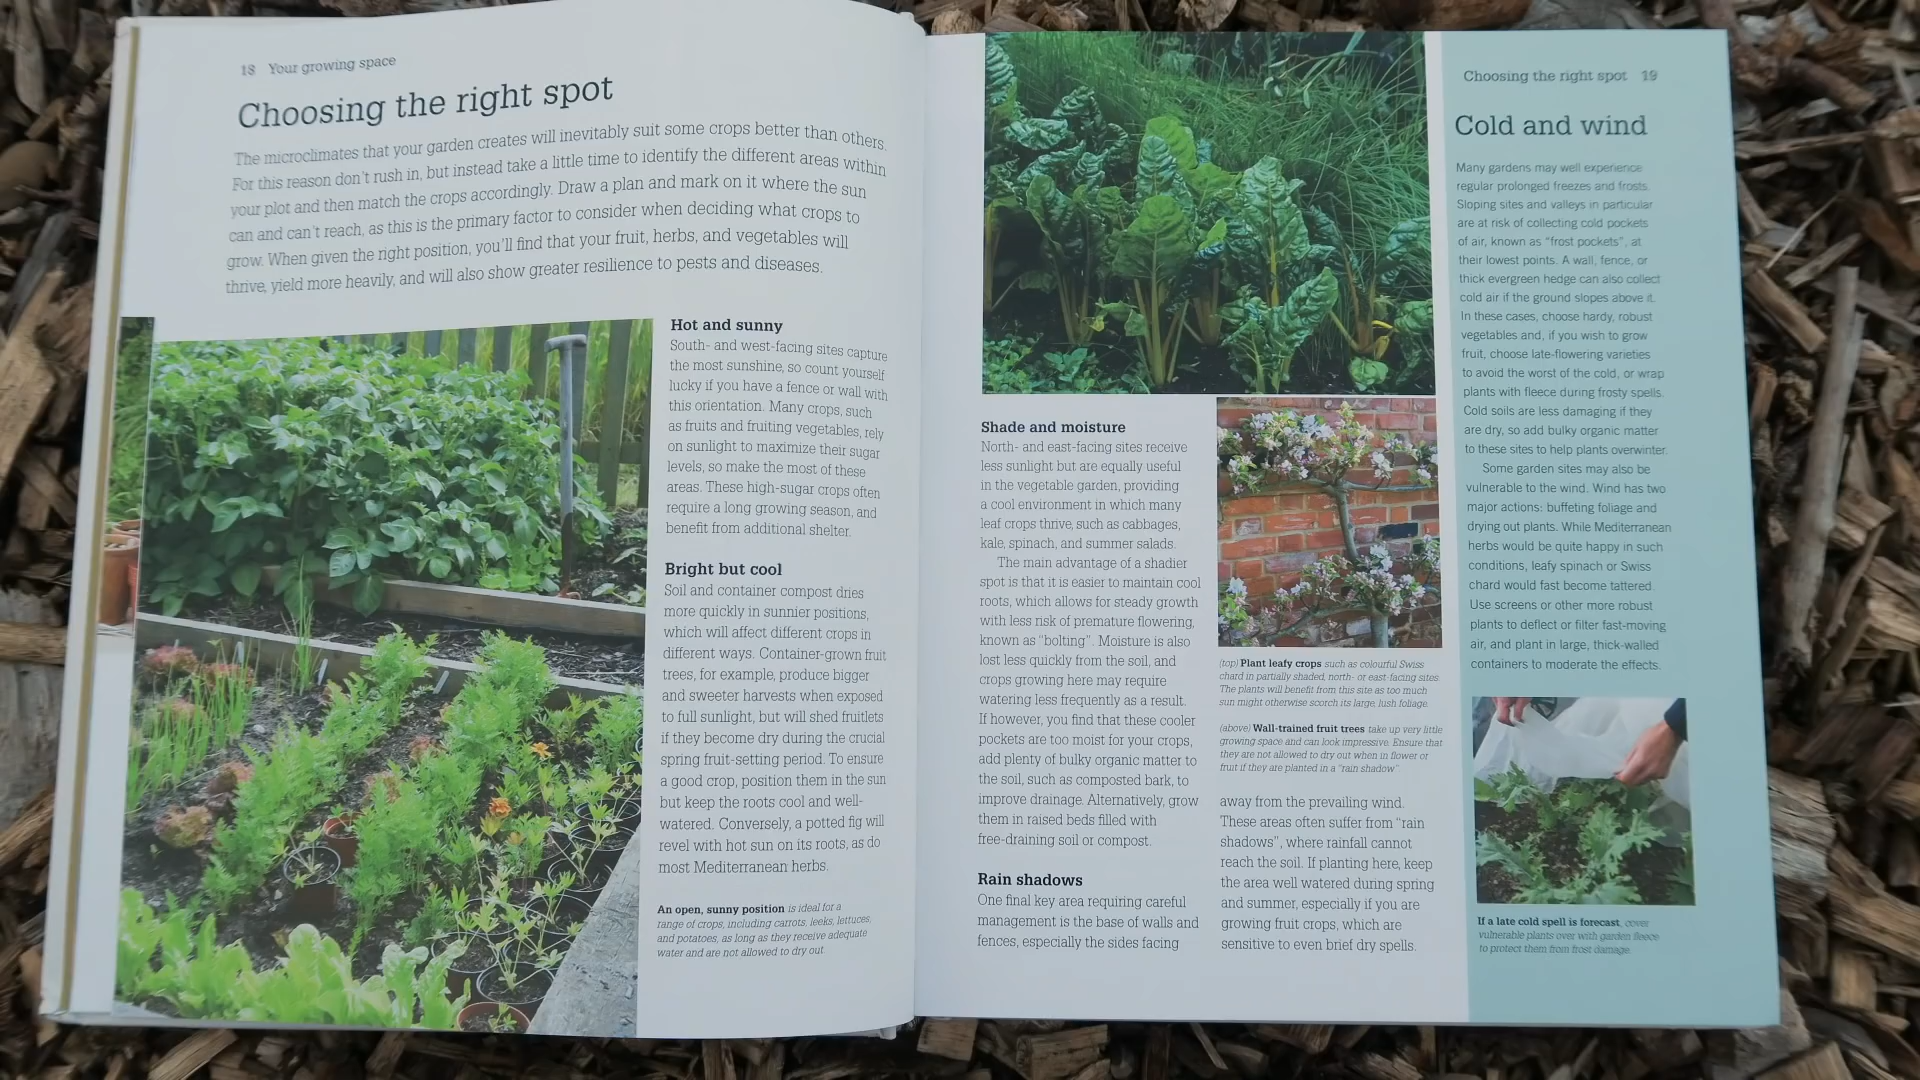 18 Your growing space
Choosing the right spot
The microclimates that your garden creates will inevitably suit some crops better than others.
For this reason don't rush in, but instead take a little time to identify the different areas within
your plot and then match the crops accordingly. Draw a plan and mark on it where the sun
can and can't reach, as this is the primary factor to consider when deciding what crops to
grow. When given the right position, you'll find that your fruit, herbs, and vegetables will
thrive, yield more heavily, and will also show greater resilience to pests and diseases.
Hot and sunny
South- and west-facing sites capture
the most sunshine, so count yourself
lucky if you have a fence or wall with
this orientation. Many crops, such
as fruits and fruiting vegetables, rely
on sunlight to maximize their sugar
levels, so make the most of these
areas. These high-sugar crops often
require a long growing season, and
benefit from additional shelter.
Bright but cool
Soil and container compost dries
more quickly in sunnier positions,
which will affect different crops in
different ways. Container-grown fruit
trees, for example, produce bigger
and sweeter harvests when exposed
to full sunlight, but will shed fruitlets
if they become dry during the crucial
spring fruit-setting period. To ensure
a good crop, position them in the sun
but keep the roots cool and well-
watered. Conversely, a potted fig will
revel with hot sun on its roots, as do
most Mediterranean herbs.
An open, sunny position is ideal for a
range of crops, including carrots, leeks, lettuces,
and potatoes, as long as they receive adequate
water and are not allowed to dry out.
Shade and moisture
North- and east-facing sites receive
less sunlight but are equally useful
in the vegetable garden, providing
a cool environment in which many
leaf crops thrive, such as cabbages,
kale, spinach, and summer salads.
The main advantage of a shadier
spot is that it is easier to maintain cool
roots, which allows for steady growth
with less risk of premature flowering,
known as "bolting". Moisture is also
lost less quickly from the soil, and
crops growing here may require
watering less frequently as a result.
If however, you find that these cooler
pockets are too moist for your crops,
add plenty of bulky organic matter to
the soil, such as composted bark, to
improve drainage. Alternatively, grow
them in raised beds filled with
free-draining soil or compost.
Rain shadows
One final key area requiring careful
management is the base of walls and
fences, especially the sides facing
(top) Plant leafy crops such as colourful Swiss
chard in partially shaded, north- or east-facing sites.
The plants will benefit from this site as too much
sun might otherwise scorch its large, lush foliage.
(above) Wall-trained fruit trees take up very little
growing space and can look impressive. Ensure that
they are not allowed to dry out when in flower or
fruit if they are planted in a "rain shadow"
away from the prevailing wind.
These areas often suffer from "rain
shadows", where rainfall cannot
reach the soil. If planting here, keep
the area well watered during spring
and summer, especially if you are
growing fruit crops, which are
sensitive to even brief dry spells.
Choosing the right spot 19
Cold and wind
Many gardens may well experience
regular prolonged freezes and frosts.
Sloping sites and valleys in particular
are at risk of collecting cold pockets
of air, known as "frost pockets", at
their lowest points. A wall, fence, or
thick evergreen hedge can also collect
cold air if the ground slopes above it.
In these cases, choose hardy, robust
vegetables and, if you wish to grow
fruit, choose late-flowering varieties
to avoid the worst of the cold, or wrap
plants with fleece during frosty spells.
Cold soils are less damaging if they
are dry, so add bulky organic matter
to these sites to help plants overwinter.
Some garden sites may also be
vulnerable to the wind. Wind has two
major actions: buffeting foliage and
drying out plants. While Mediterranean
herbs would be quite happy in such
conditions, leafy spinach or Swiss
chard would fast become tattered.
Use screens or other more robust
plants to deflect or filter fast-moving
air, and plant in large, thick-walled
containers to moderate the effects.
If a late cold spell is forecast, cover
vulnerable plants over with garden fleece
to protect them from frost damage.